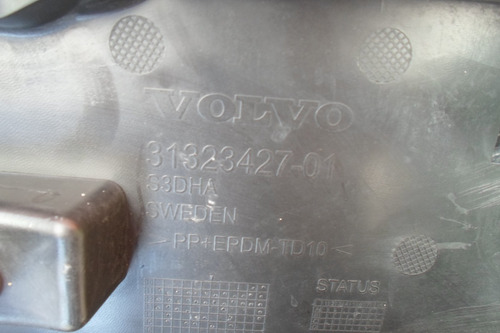 VOLVO
31323427-01
S3DHA
SWEDEN
>PP+EPDM-TD10<
STATUS